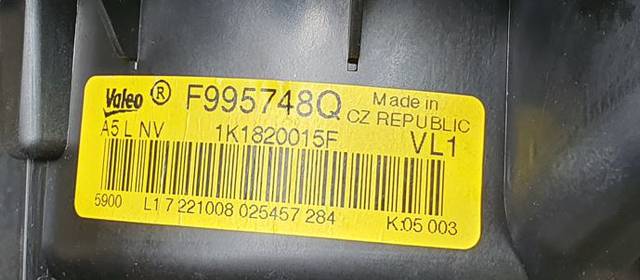 Valeo ® F995748Q Made in
CZ REPUBLIC
A5 L NV 1K1820015F VL1
5900 L1 7 221008 025457 284 K:05 003